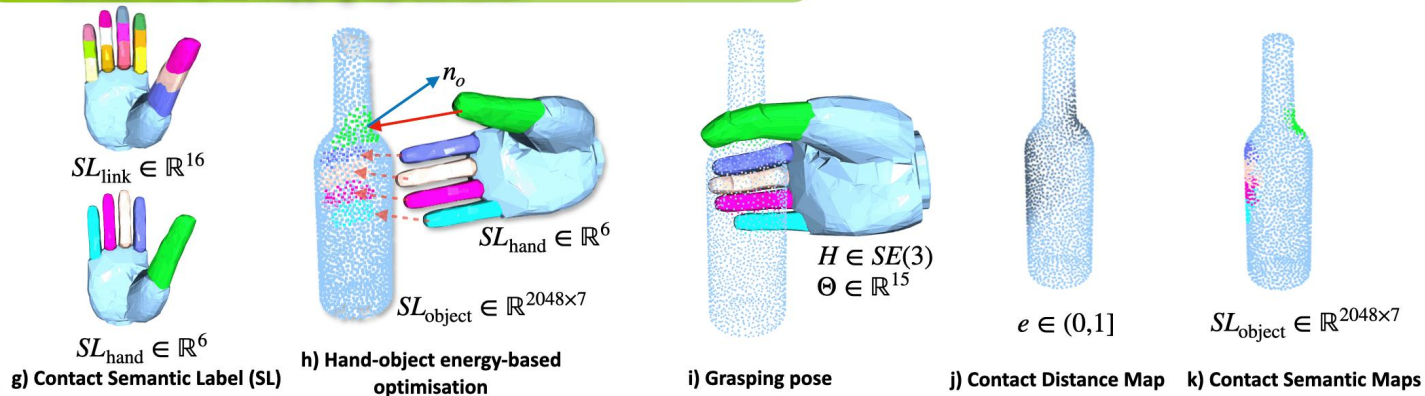 SL_link ∈ ℝ^16
SL_hand ∈ ℝ^6
g) Contact Semantic Label (SL)
n_o
SL_hand ∈ ℝ^6
SL_object ∈ ℝ^{2048×7}
h) Hand-object energy-based
optimisation
H ∈ SE(3)
Θ ∈ ℝ^15
i) Grasping pose
e ∈ (0,1]
j) Contact Distance Map
SL_object ∈ ℝ^{2048×7}
k) Contact Semantic Maps